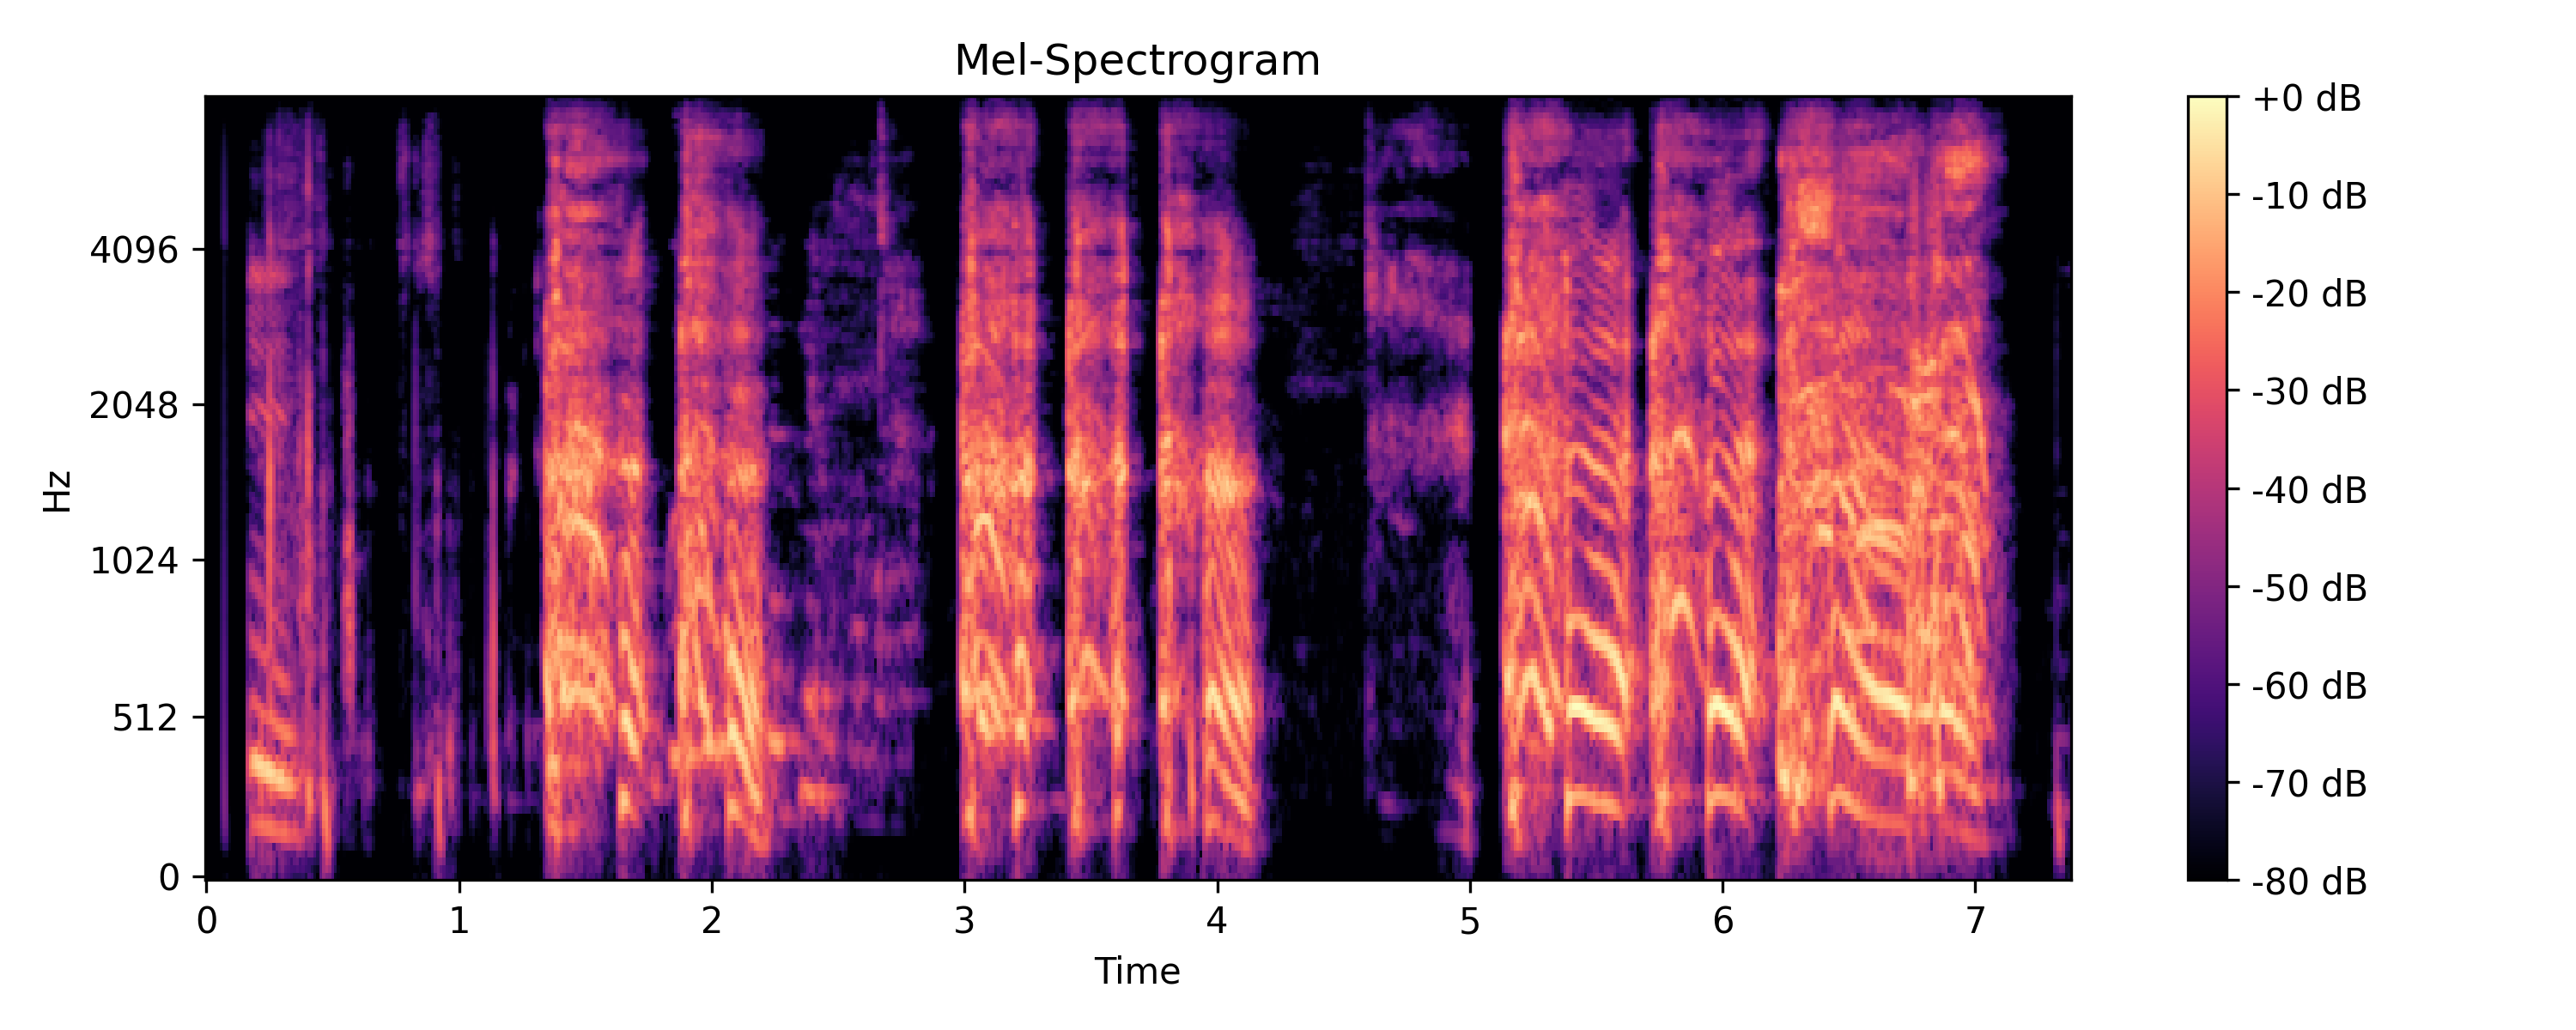 Mel-Spectrogram
+0 dB
-10 dB
-20 dB
-30 dB
-40 dB
-50 dB
-60 dB
-70 dB
-80 dB
4096
2048
1024
512
0
Hz
0 1 2 3 4 5 6 7
Time